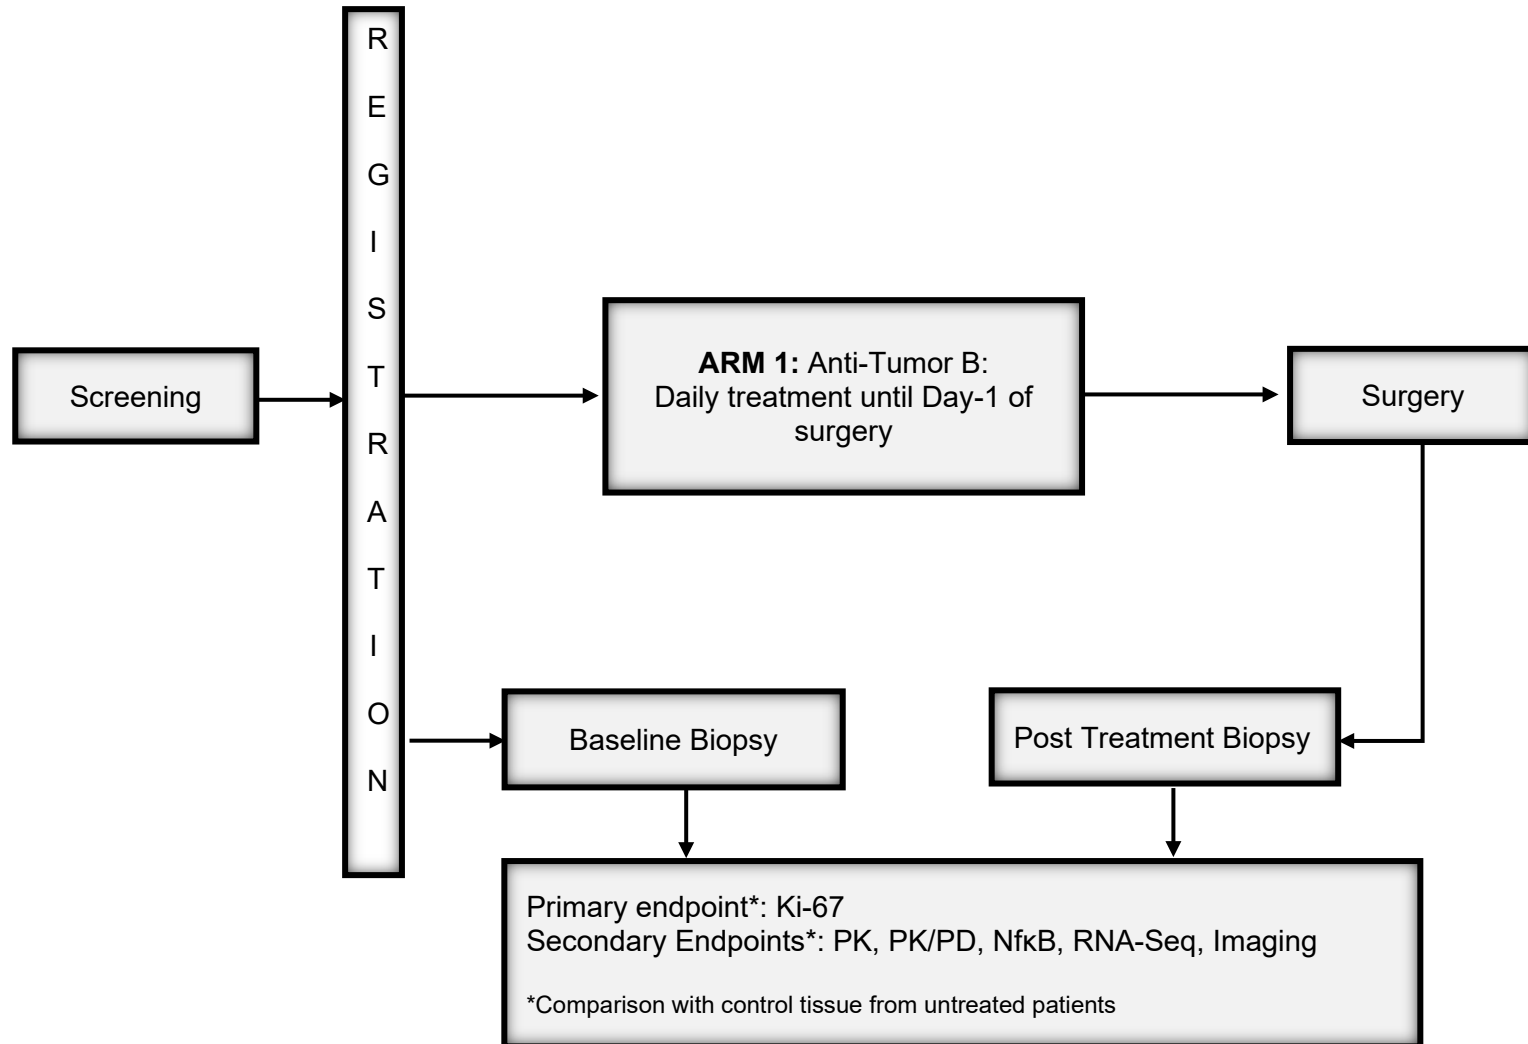 R
E
G
I
S
T
R
A
T
I
O
N
Screening
ARM 1: Anti-Tumor B:
Daily treatment until Day-1 of
surgery
Surgery
Baseline Biopsy
Post Treatment Biopsy
Primary endpoint*: Ki-67
Secondary Endpoints*: PK, PK/PD, NfκB, RNA-Seq, Imaging
*Comparison with control tissue from untreated patients